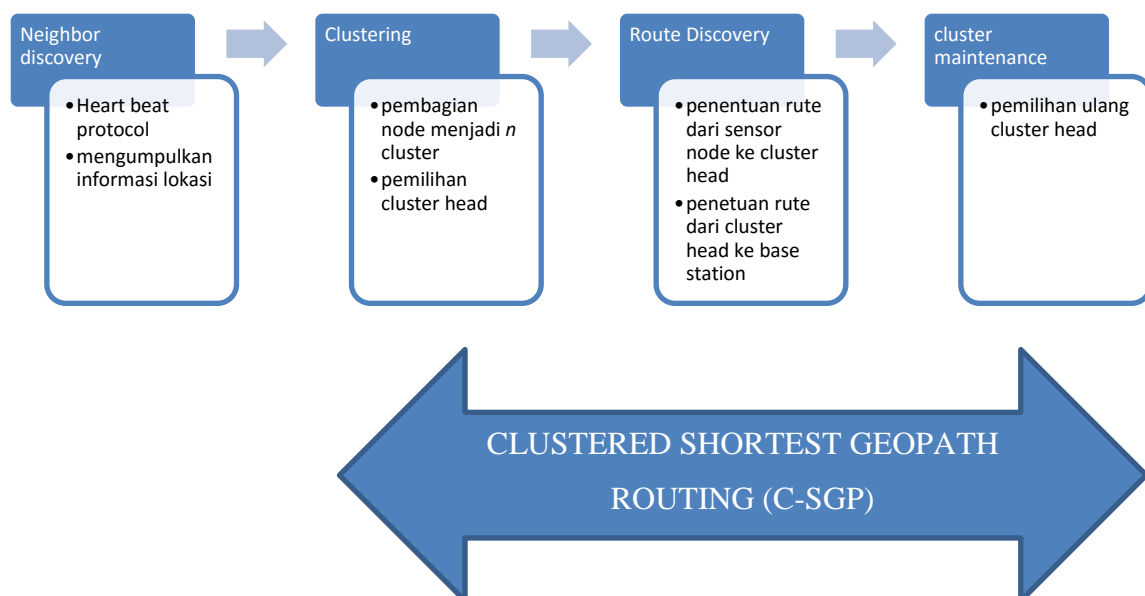 Neighbor
discovery
•Heart beat
protocol
•mengumpulkan
informasi lokasi
Clustering
•pembagian
node menjadi n
cluster
•pemilihan
cluster head
Route Discovery
•penentuan rute
dari sensor
node ke cluster
head
•penetuan rute
dari cluster
head ke base
station
cluster
maintenance
•pemilihan ulang
cluster head
CLUSTERED SHORTEST GEOPATH
ROUTING (C-SGP)